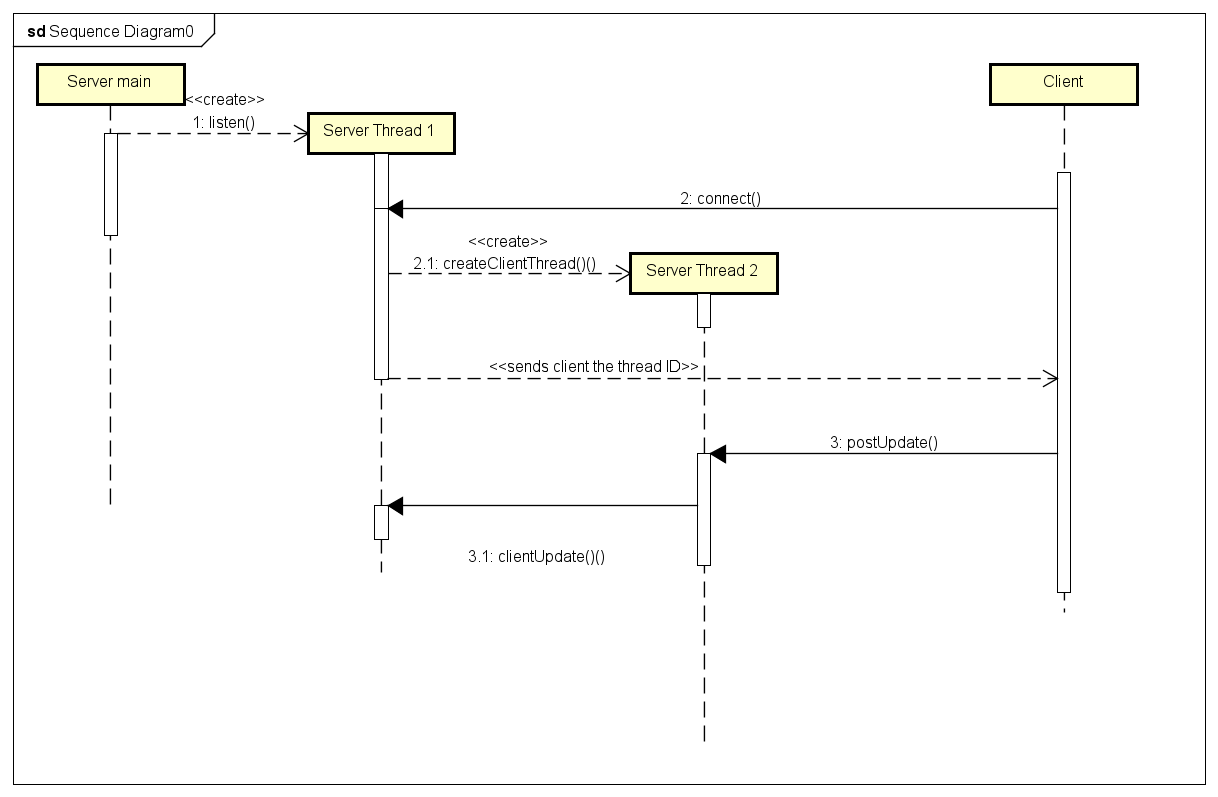 sd Sequence Diagram0
Server main
Client
<<create>>
1: listen()
Server Thread 1
2: connect()
<<create>>
2.1: createClientThread()()
Server Thread 2
<<sends client the thread ID>>
3: postUpdate()
3.1: clientUpdate()()